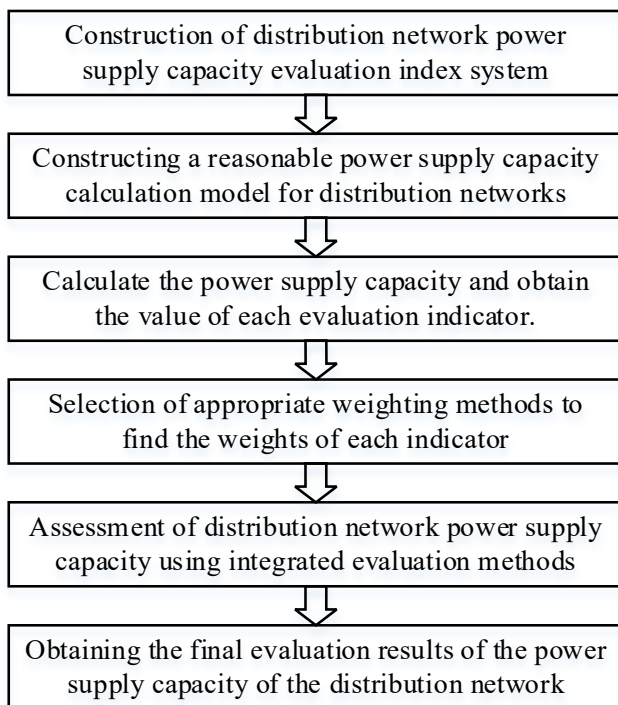 Construction of distribution network power
supply capacity evaluation index system
Constructing a reasonable power supply capacity
calculation model for distribution networks
Calculate the power supply capacity and obtain
the value of each evaluation indicator.
Selection of appropriate weighting methods to
find the weights of each indicator
Assessment of distribution network power supply
capacity using integrated evaluation methods
Obtaining the final evaluation results of the power
supply capacity of the distribution network